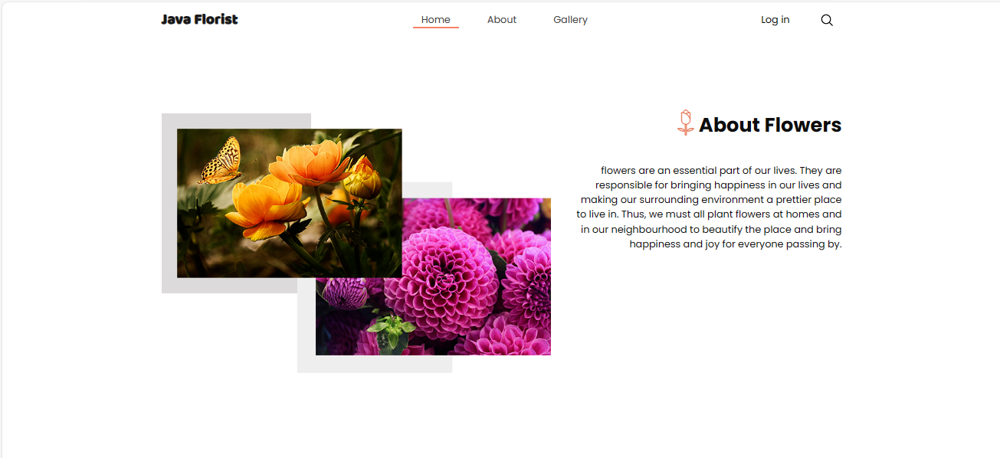 Java Florist
Home
About
Gallery
Log in
About Flowers
flowers are an essential part of our lives. They are
responsible for bringing happiness in our lives and
making our surrounding environment a prettier place
to live in. Thus, we must all plant flowers at homes and
in our neighbourhood to beautify the place and bring
happiness and joy for everyone passing by.